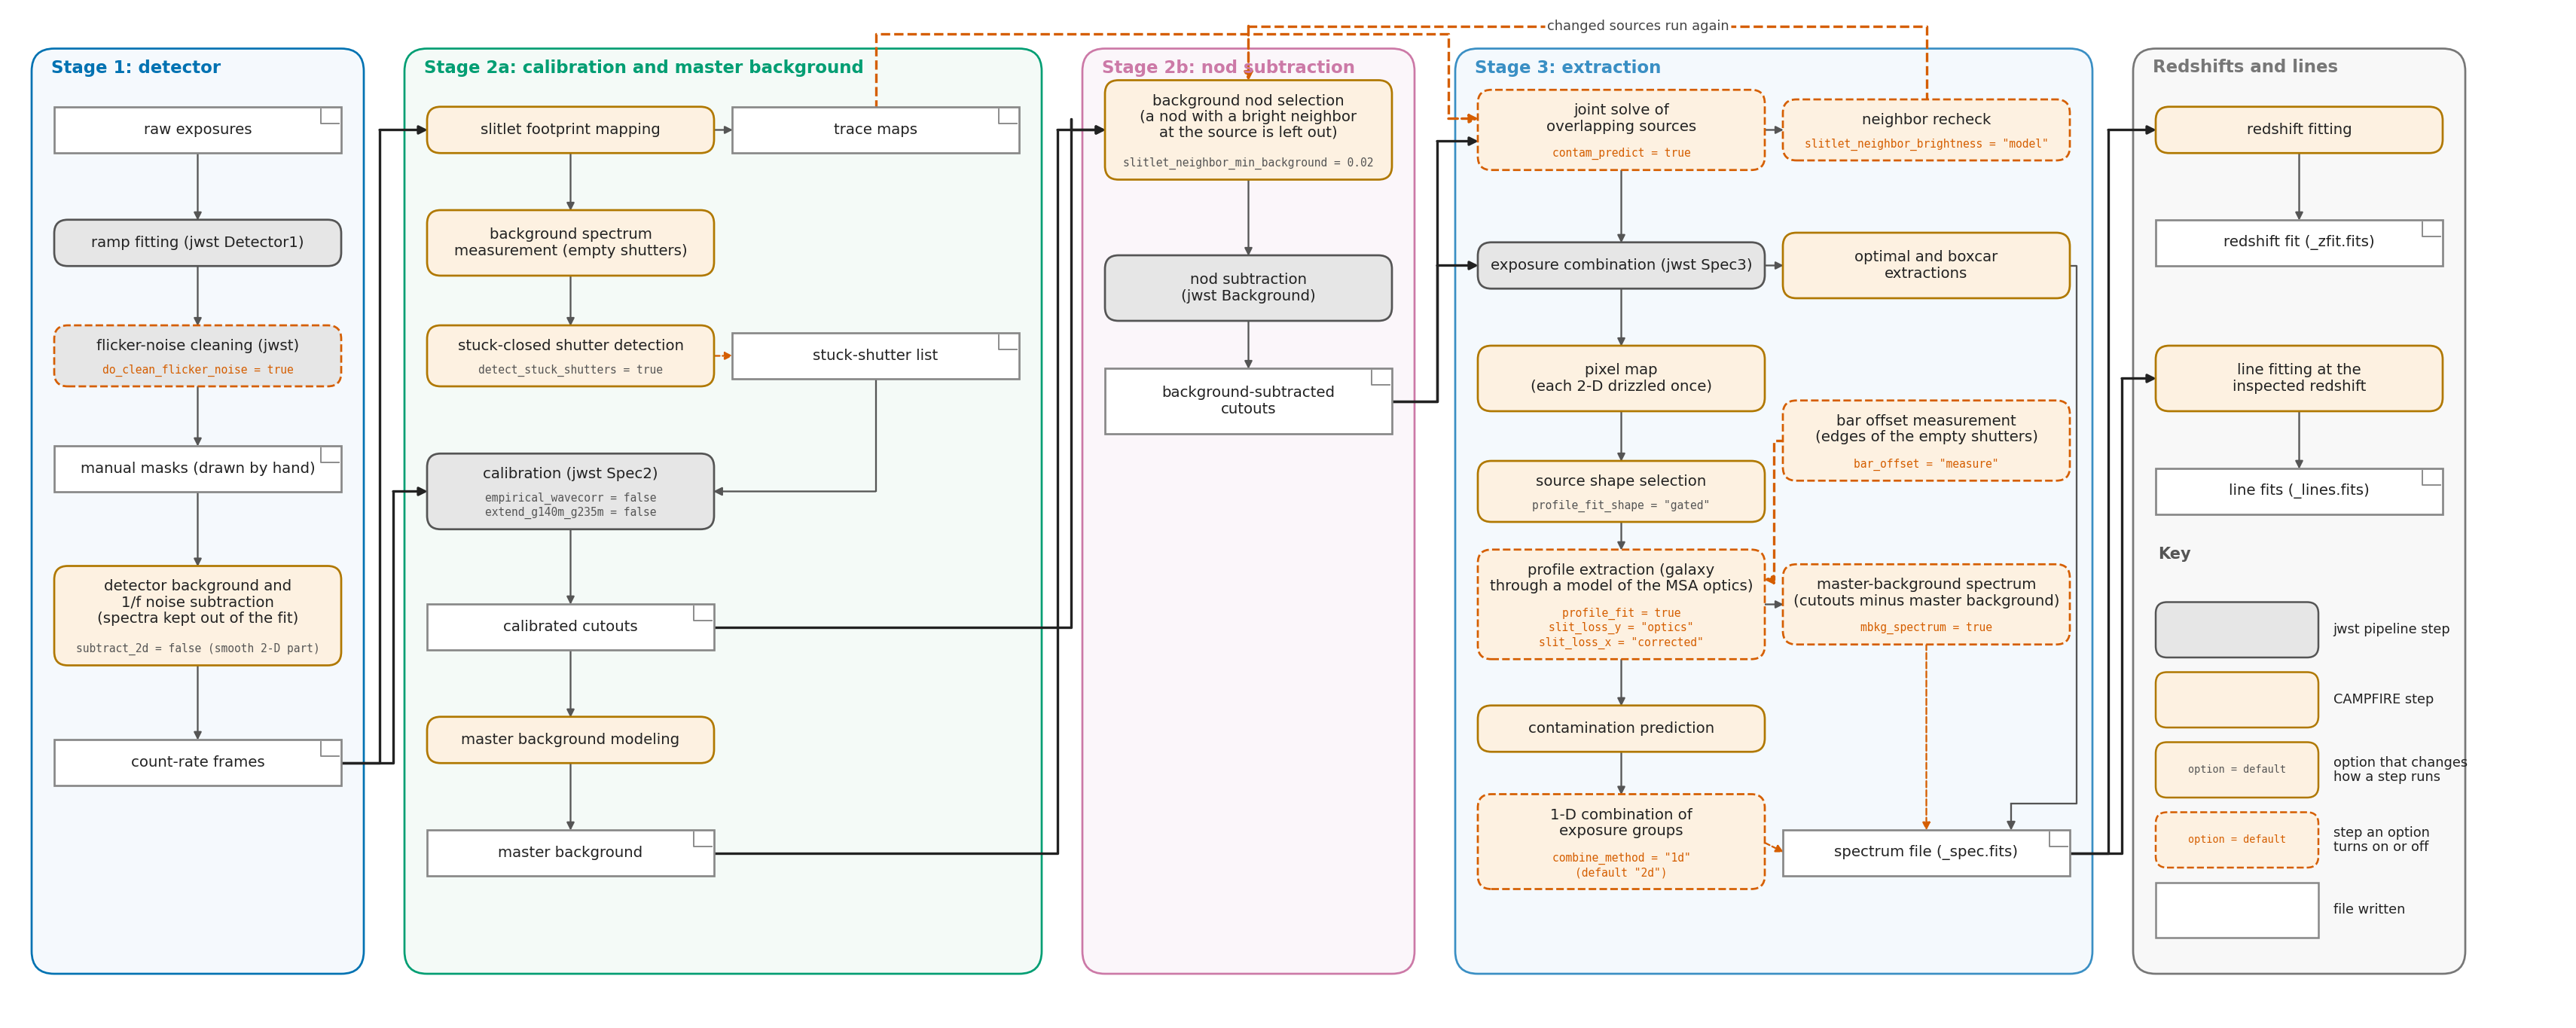 changed sources run again
Stage 1: detector
raw exposures
ramp fitting (jwst Detector1)
flicker-noise cleaning (jwst)
do_clean_flicker_noise = true
manual masks (drawn by hand)
detector background and
1/f noise subtraction
(spectra kept out of the fit)
subtract_2d = false (smooth 2-D part)
count-rate frames
Stage 2a: calibration and master background
slitlet footprint mapping
trace maps
background spectrum
measurement (empty shutters)
stuck-closed shutter detection
detect_stuck_shutters = true
stuck-shutter list
calibration (jwst Spec2)
empirical_wavecorr = false
extend_g140m_g235m = false
calibrated cutouts
master background modeling
master background
Stage 2b: nod subtraction
background nod selection
(a nod with a bright neighbor
at the source is left out)
slitlet_neighbor_min_background = 0.02
nod subtraction
(jwst Background)
background-subtracted
cutouts
Stage 3: extraction
joint solve of
overlapping sources
contam_predict = true
neighbor recheck
slitlet_neighbor_brightness = "model"
exposure combination (jwst Spec3)
optimal and boxcar
extractions
pixel map
(each 2-D drizzled once)
bar offset measurement
(edges of the empty shutters)
bar_offset = "measure"
source shape selection
profile_fit_shape = "gated"
profile extraction (galaxy
through a model of the MSA optics)
profile_fit = true
slit_loss_y = "optics"
slit_loss_x = "corrected"
master-background spectrum
(cutouts minus master background)
mbkg_spectrum = true
contamination prediction
1-D combination of
exposure groups
combine_method = "1d"
(default "2d")
spectrum file (_spec.fits)
Redshifts and lines
redshift fitting
redshift fit (_zfit.fits)
line fitting at the
inspected redshift
line fits (_lines.fits)
Key
jwst pipeline step
CAMPFIRE step
option = default
option that changes
how a step runs
option = default
step an option
turns on or off
file written